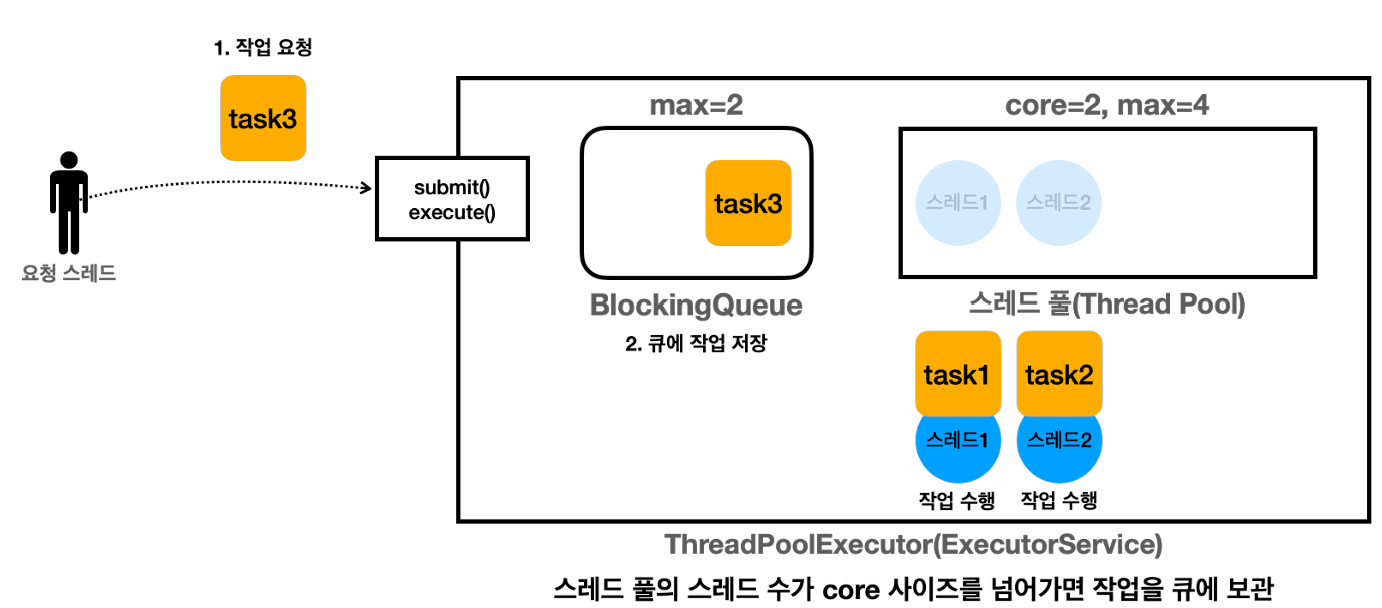 1. 작업 요청
task3
요청 스레드
submit()
execute()
max=2
task3
BlockingQueue
2. 큐에 작업 저장
core=2, max=4
스레드1
스레드2
스레드 풀(Thread Pool)
task1
task2
스레드1
스레드2
작업 수행
작업 수행
ThreadPoolExecutor(ExecutorService)
스레드 풀의 스레드 수가 core 사이즈를 넘어가면 작업을 큐에 보관